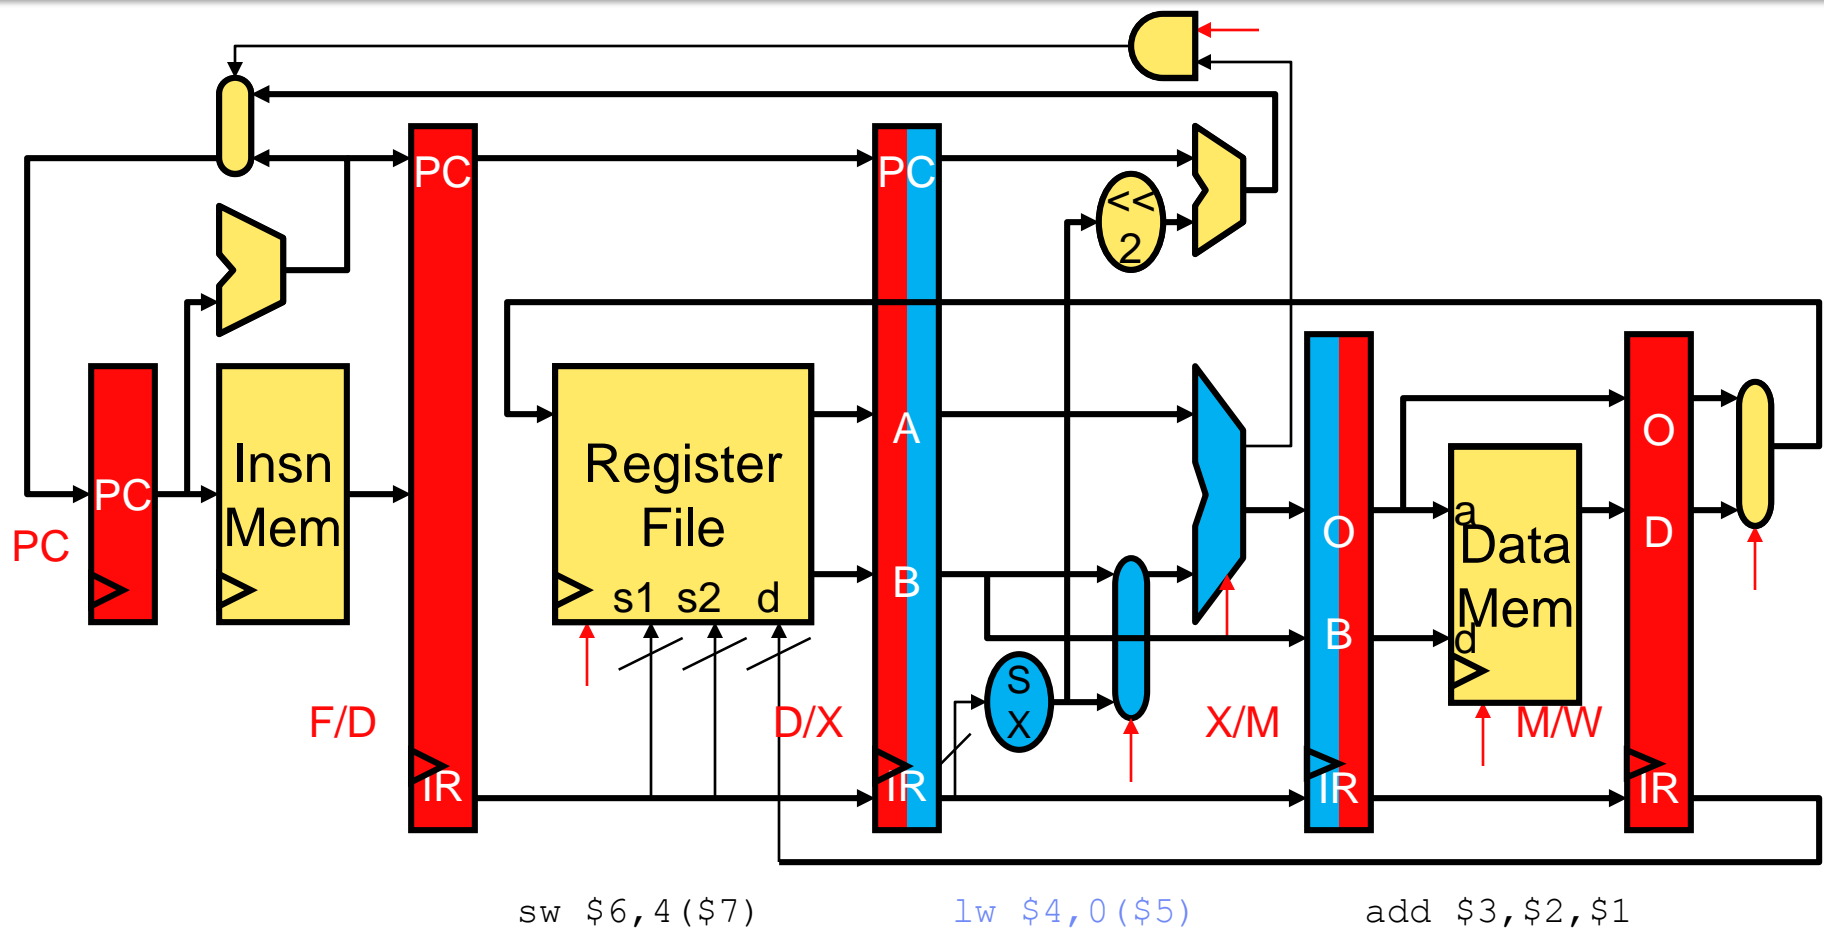 <<
2
PC
PC
A
Insn
Mem
Register
File
O
PC
a
O
D
PC
Data
Mem
B
s1 s2 d
B
d
S
X
F/D
D/X
X/M
M/W
IR
IR
IR
IR
sw $6,4($7)
lw $4,0($5)
add $3,$2,$1